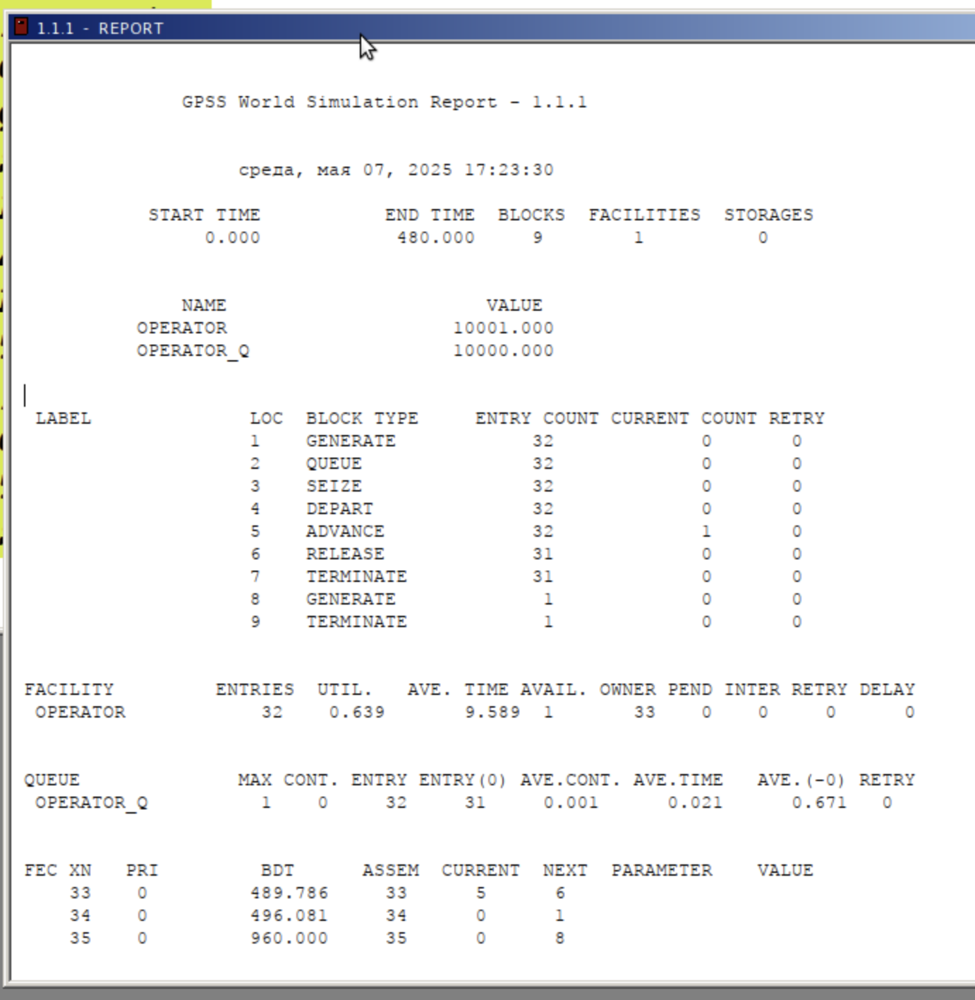 1.1.1 - REPORT
GPSS World Simulation Report - 1.1.1
среда, мая 07, 2025 17:23:30
START TIME END TIME BLOCKS FACILITIES STORAGES
0.000 480.000 9 1 0
NAME VALUE
OPERATOR 10001.000
OPERATOR_Q 10000.000
LABEL LOC BLOCK TYPE ENTRY COUNT CURRENT COUNT RETRY
1 GENERATE 32 0 0
2 QUEUE 32 0 0
3 SEIZE 32 0 0
4 DEPART 32 0 0
5 ADVANCE 32 1 0
6 RELEASE 31 0 0
7 TERMINATE 31 0 0
8 GENERATE 1 0 0
9 TERMINATE 1 0 0
FACILITY ENTRIES UTIL. AVE. TIME AVAIL. OWNER PEND INTER RETRY DELAY
OPERATOR 32 0.639 9.589 1 33 0 0 0 0
QUEUE MAX CONT. ENTRY ENTRY(0) AVE.CONT. AVE.TIME AVE.(-0) RETRY
OPERATOR_Q 1 0 32 31 0.001 0.021 0.671 0
FEC XN PRI BDT ASSEM CURRENT NEXT PARAMETER VALUE
33 0 489.786 33 5 6
34 0 496.081 34 0 1
35 0 960.000 35 0 8